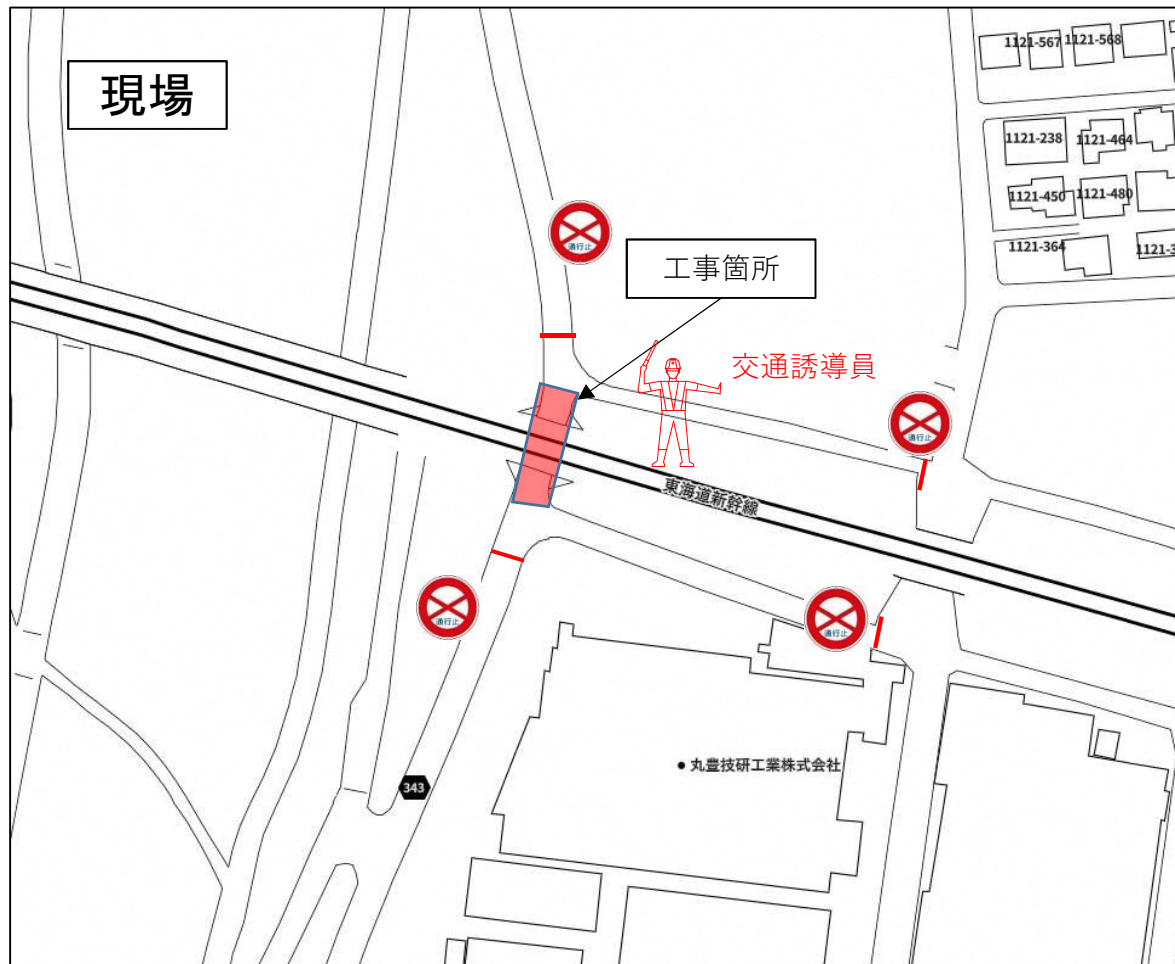 現場
1121-567
1121-568
1121-238
1121-464
1121-450
1121-480
1121-364
1121-3
通行止
工事箇所
交通誘導員
通行止
東海道新幹線
通行止
通行止
丸豊技研工業株式会社
343